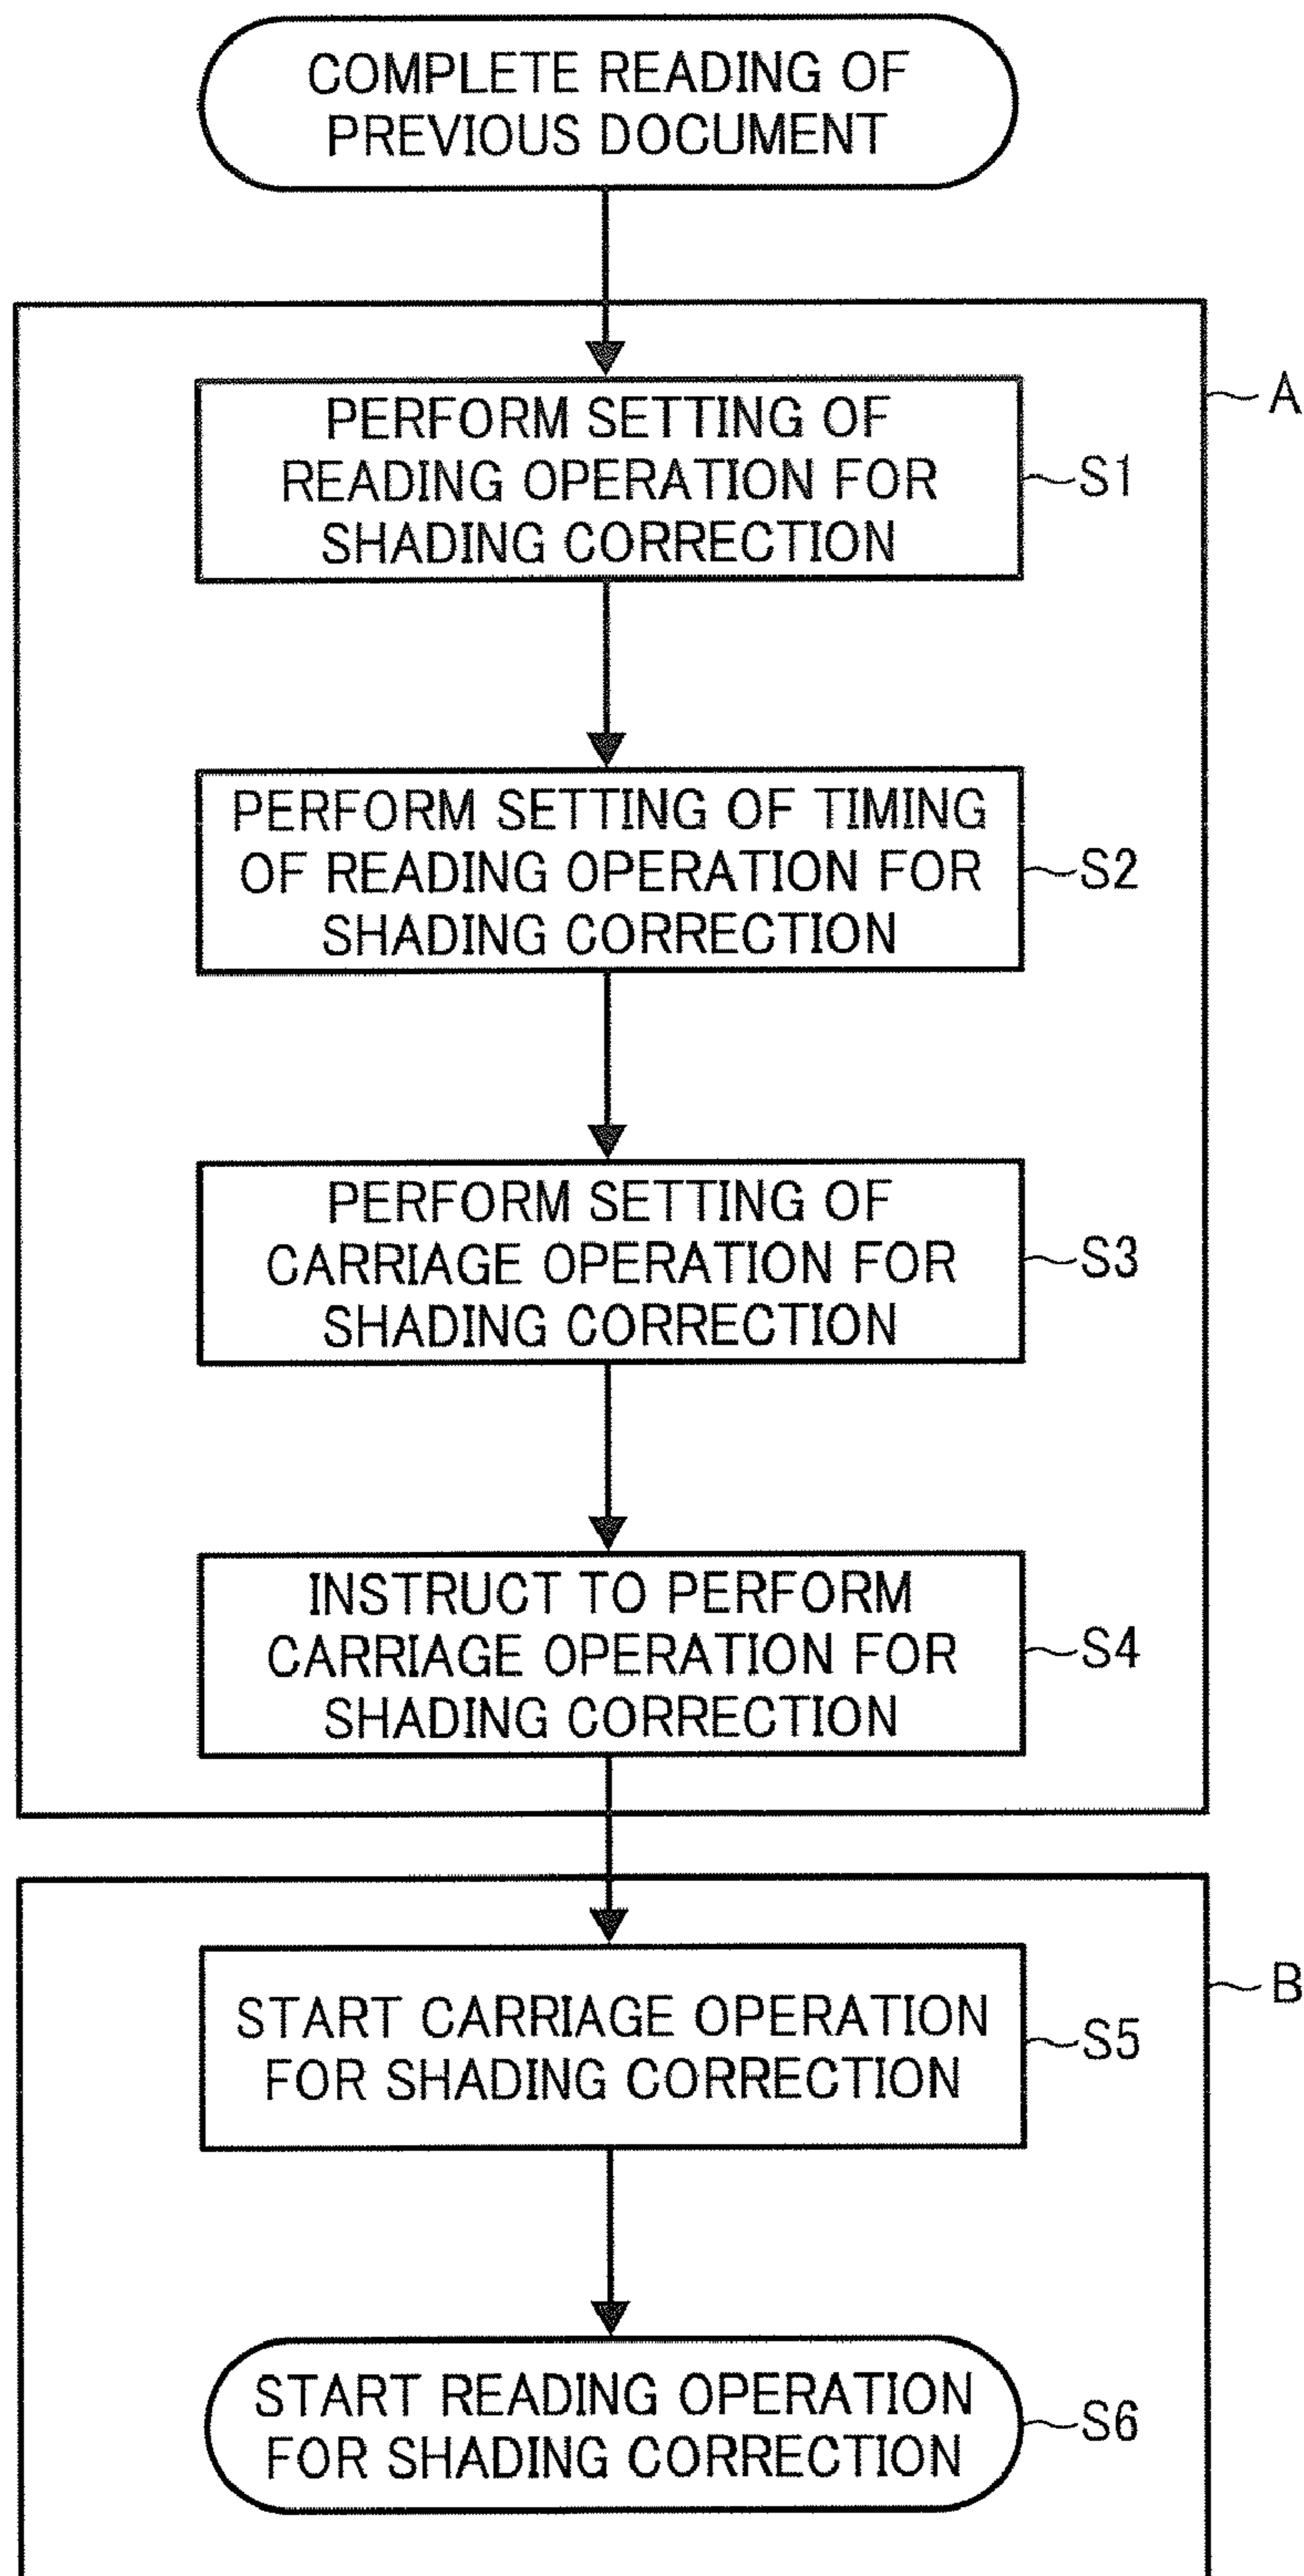 COMPLETE READING OF
PREVIOUS DOCUMENT
A
PERFORM SETTING OF
READING OPERATION FOR
SHADING CORRECTION
S1
PERFORM SETTING OF TIMING
OF READING OPERATION FOR
SHADING CORRECTION
S2
PERFORM SETTING OF
CARRIAGE OPERATION FOR
SHADING CORRECTION
S3
INSTRUCT TO PERFORM
CARRIAGE OPERATION FOR
SHADING CORRECTION
S4
B
START CARRIAGE OPERATION
FOR SHADING CORRECTION
S5
START READING OPERATION
FOR SHADING CORRECTION
S6